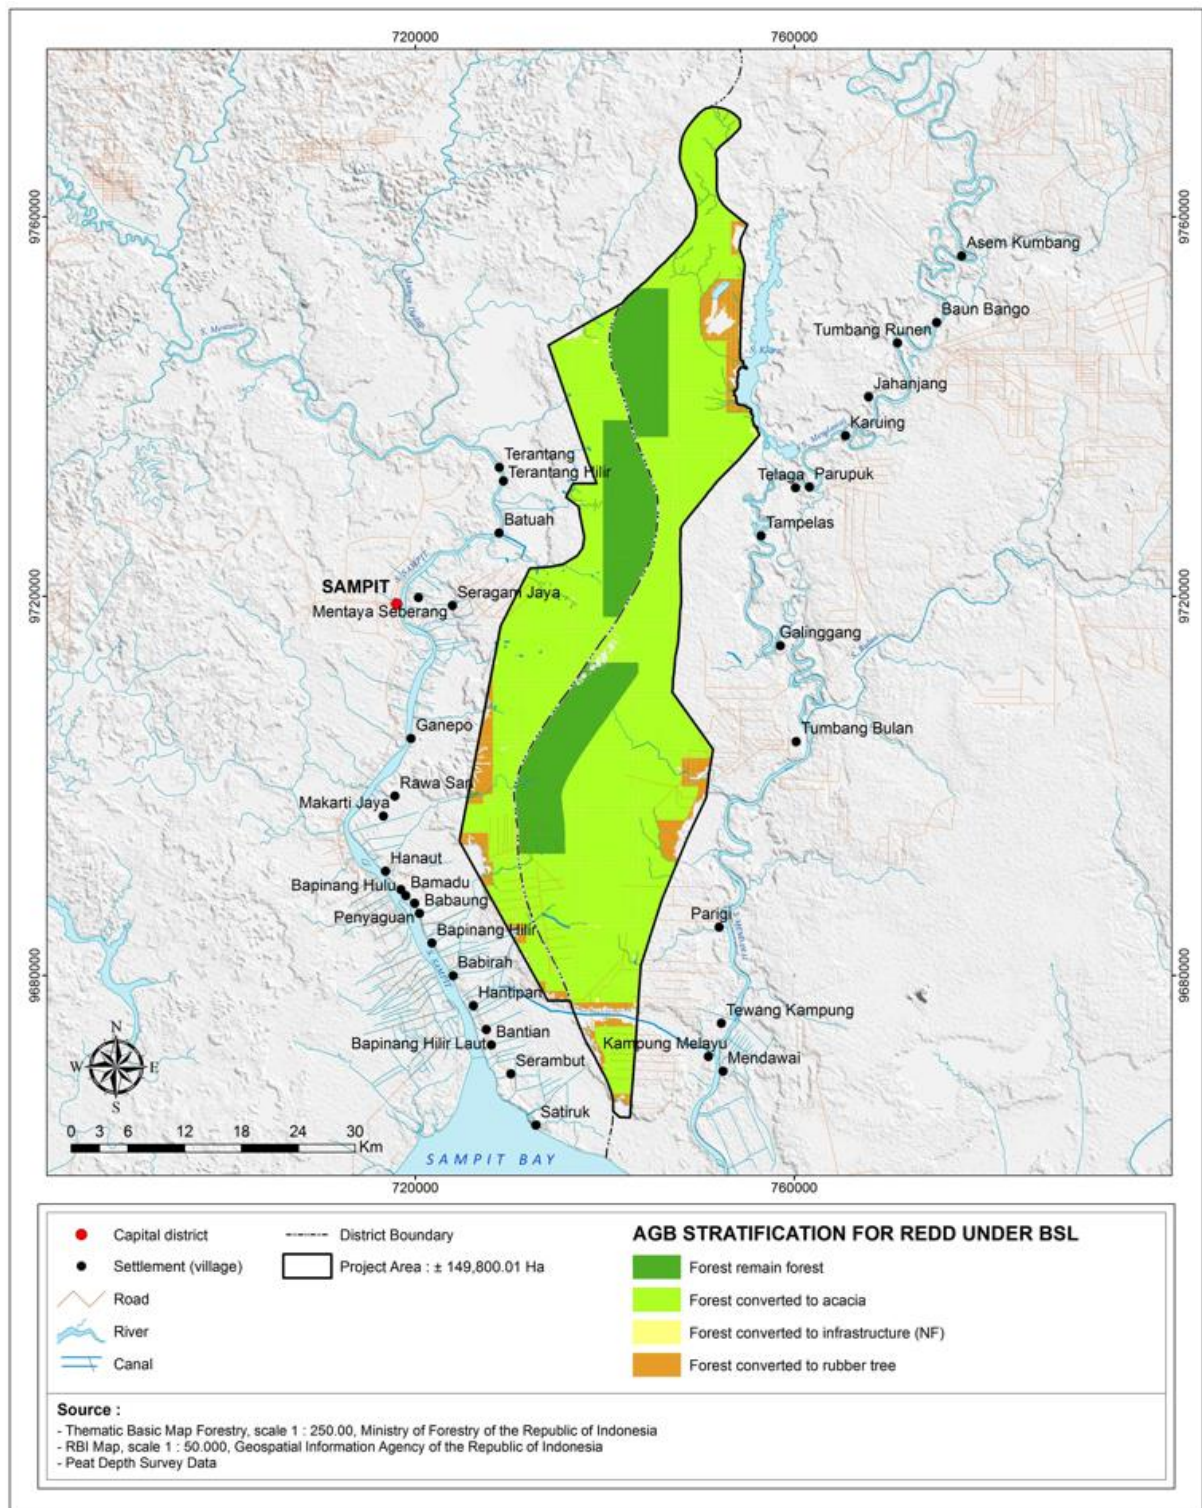 720000
760000
9760000
9760000
Asem Kumbang
Baun Bango
Tumbang Runen
S. Mentaya
Jahanjang
Karuing
Terantang
Terantang Hilir
Telaga
Parupuk
Batuah
Tampelas
S. SAMPIT
SAMPIT
Seragam Jaya
Mentaya Seberang
9720000
9720000
Galinggang
Ganepo
Tumbang Bulan
Rawa Sari
Makarti Jaya
Hanaut
Bapinang Hulu
Bamadu
Babaung
Penyaguan
Parigi
Bapinang Hilir
S. SAMPIT
Babirah
9680000
9680000
Hantipan
Tewang Kampung
Bantian
Bapinang Hilir Laut
Kampung Melayu
Mendawai
Serambut
N
W
E
S
Satiruk
0 3 6 12 18 24 30
Km
SAMPIT BAY
720000
760000
Capital district
Settlement (village)
Road
River
Canal
District Boundary
Project Area : ± 149,800.01 Ha
AGB STRATIFICATION FOR REDD UNDER BSL
Forest remain forest
Forest converted to acacia
Forest converted to infrastructure (NF)
Forest converted to rubber tree
Source :
- Thematic Basic Map Forestry, scale 1 : 250.00, Ministry of Forestry of the Republic of Indonesia
- RBI Map, scale 1 : 50.000, Geospatial Information Agency of the Republic of Indonesia
- Peat Depth Survey Data